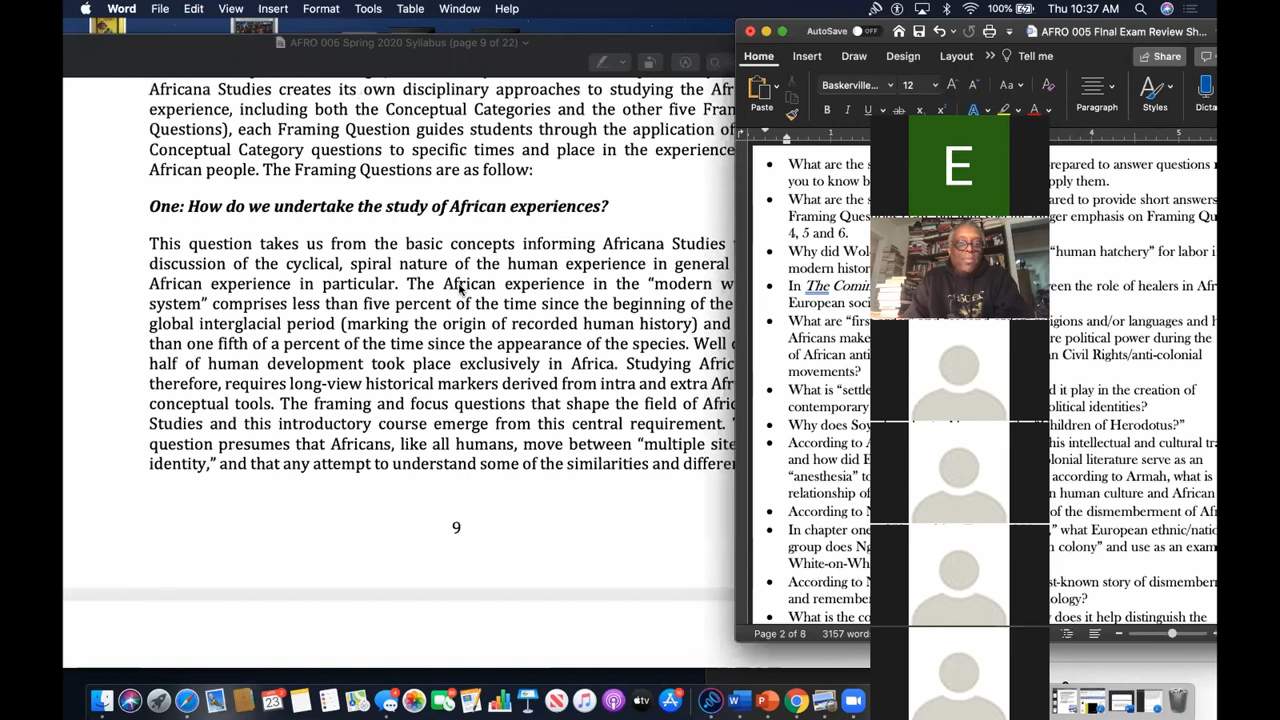 Word File Edit View Insert Format Tools Table Window Help
100% Thu 10:37 AM
AFRO 005 Spring 2020 Syllabus (page 9 of 22)
Africana Studies creates its own disciplinary approaches to studying the Afr
experience, including both the Conceptual Categories and the other five Fram
Questions), each Framing Question guides students through the application of
Conceptual Category questions to specific times and place in the experience
African people. The Framing Questions are as follow:
One: How do we undertake the study of African experiences?
This question takes us from the basic concepts informing Africana Studies
discussion of the cyclical, spiral nature of the human experience in general
African experience in particular. The African experience in the “modern w
system” comprises less than five percent of the time since the beginning of the
global interglacial period (marking the origin of recorded human history) and
than one fifth of a percent of the time since the appearance of the species. Well
half of human development took place exclusively in Africa. Studying Afric
therefore, requires long-view historical markers derived from intra and extra Afr
conceptual tools. The framing and focus questions that shape the field of Afric
Studies and this introductory course emerge from this central requirement.
question presumes that Africans, like all humans, move between “multiple site
identity,” and that any attempt to understand some of the similarities and differen
9
AutoSave OFF
AFRO 005 FInal Exam Review Sh...
Home Insert Draw Design Layout Tell me Share
Paste
Baskerville... 12
Paragraph
Styles
Dicta
1 4 5
What are the s repared to answer questions
you to know b pply them.
What are the s ared to provide short answers
Framing Ques nger emphasis on Framing Qu
4, 5 and 6.
Why did Wol “human hatchery” for labor i
modern histor
In The Comi een the role of healers in Afr
European soci
What are “firs igions and/or languages and h
Africans make re political power during the
of African anti n Civil Rights/anti-colonial
movements?
What is “settle d it play in the creation of
contemporary olitical identities?
Why does Soy hildren of Herodotus?”
According to A his intellectual and cultural tra
and how did E olonial literature serve as an
“anesthesia” to according to Armah, what is
relationship of n human culture and African
According to N of the dismemberment of Af
In chapter one ” what European ethnic/natio
group does Ng n colony” and use as an exam
White-on-Wh
According to N st-known story of dismember
and remembe ology?
What is the co does it help distinguish the
E
Page 2 of 8 3157 word
23
W